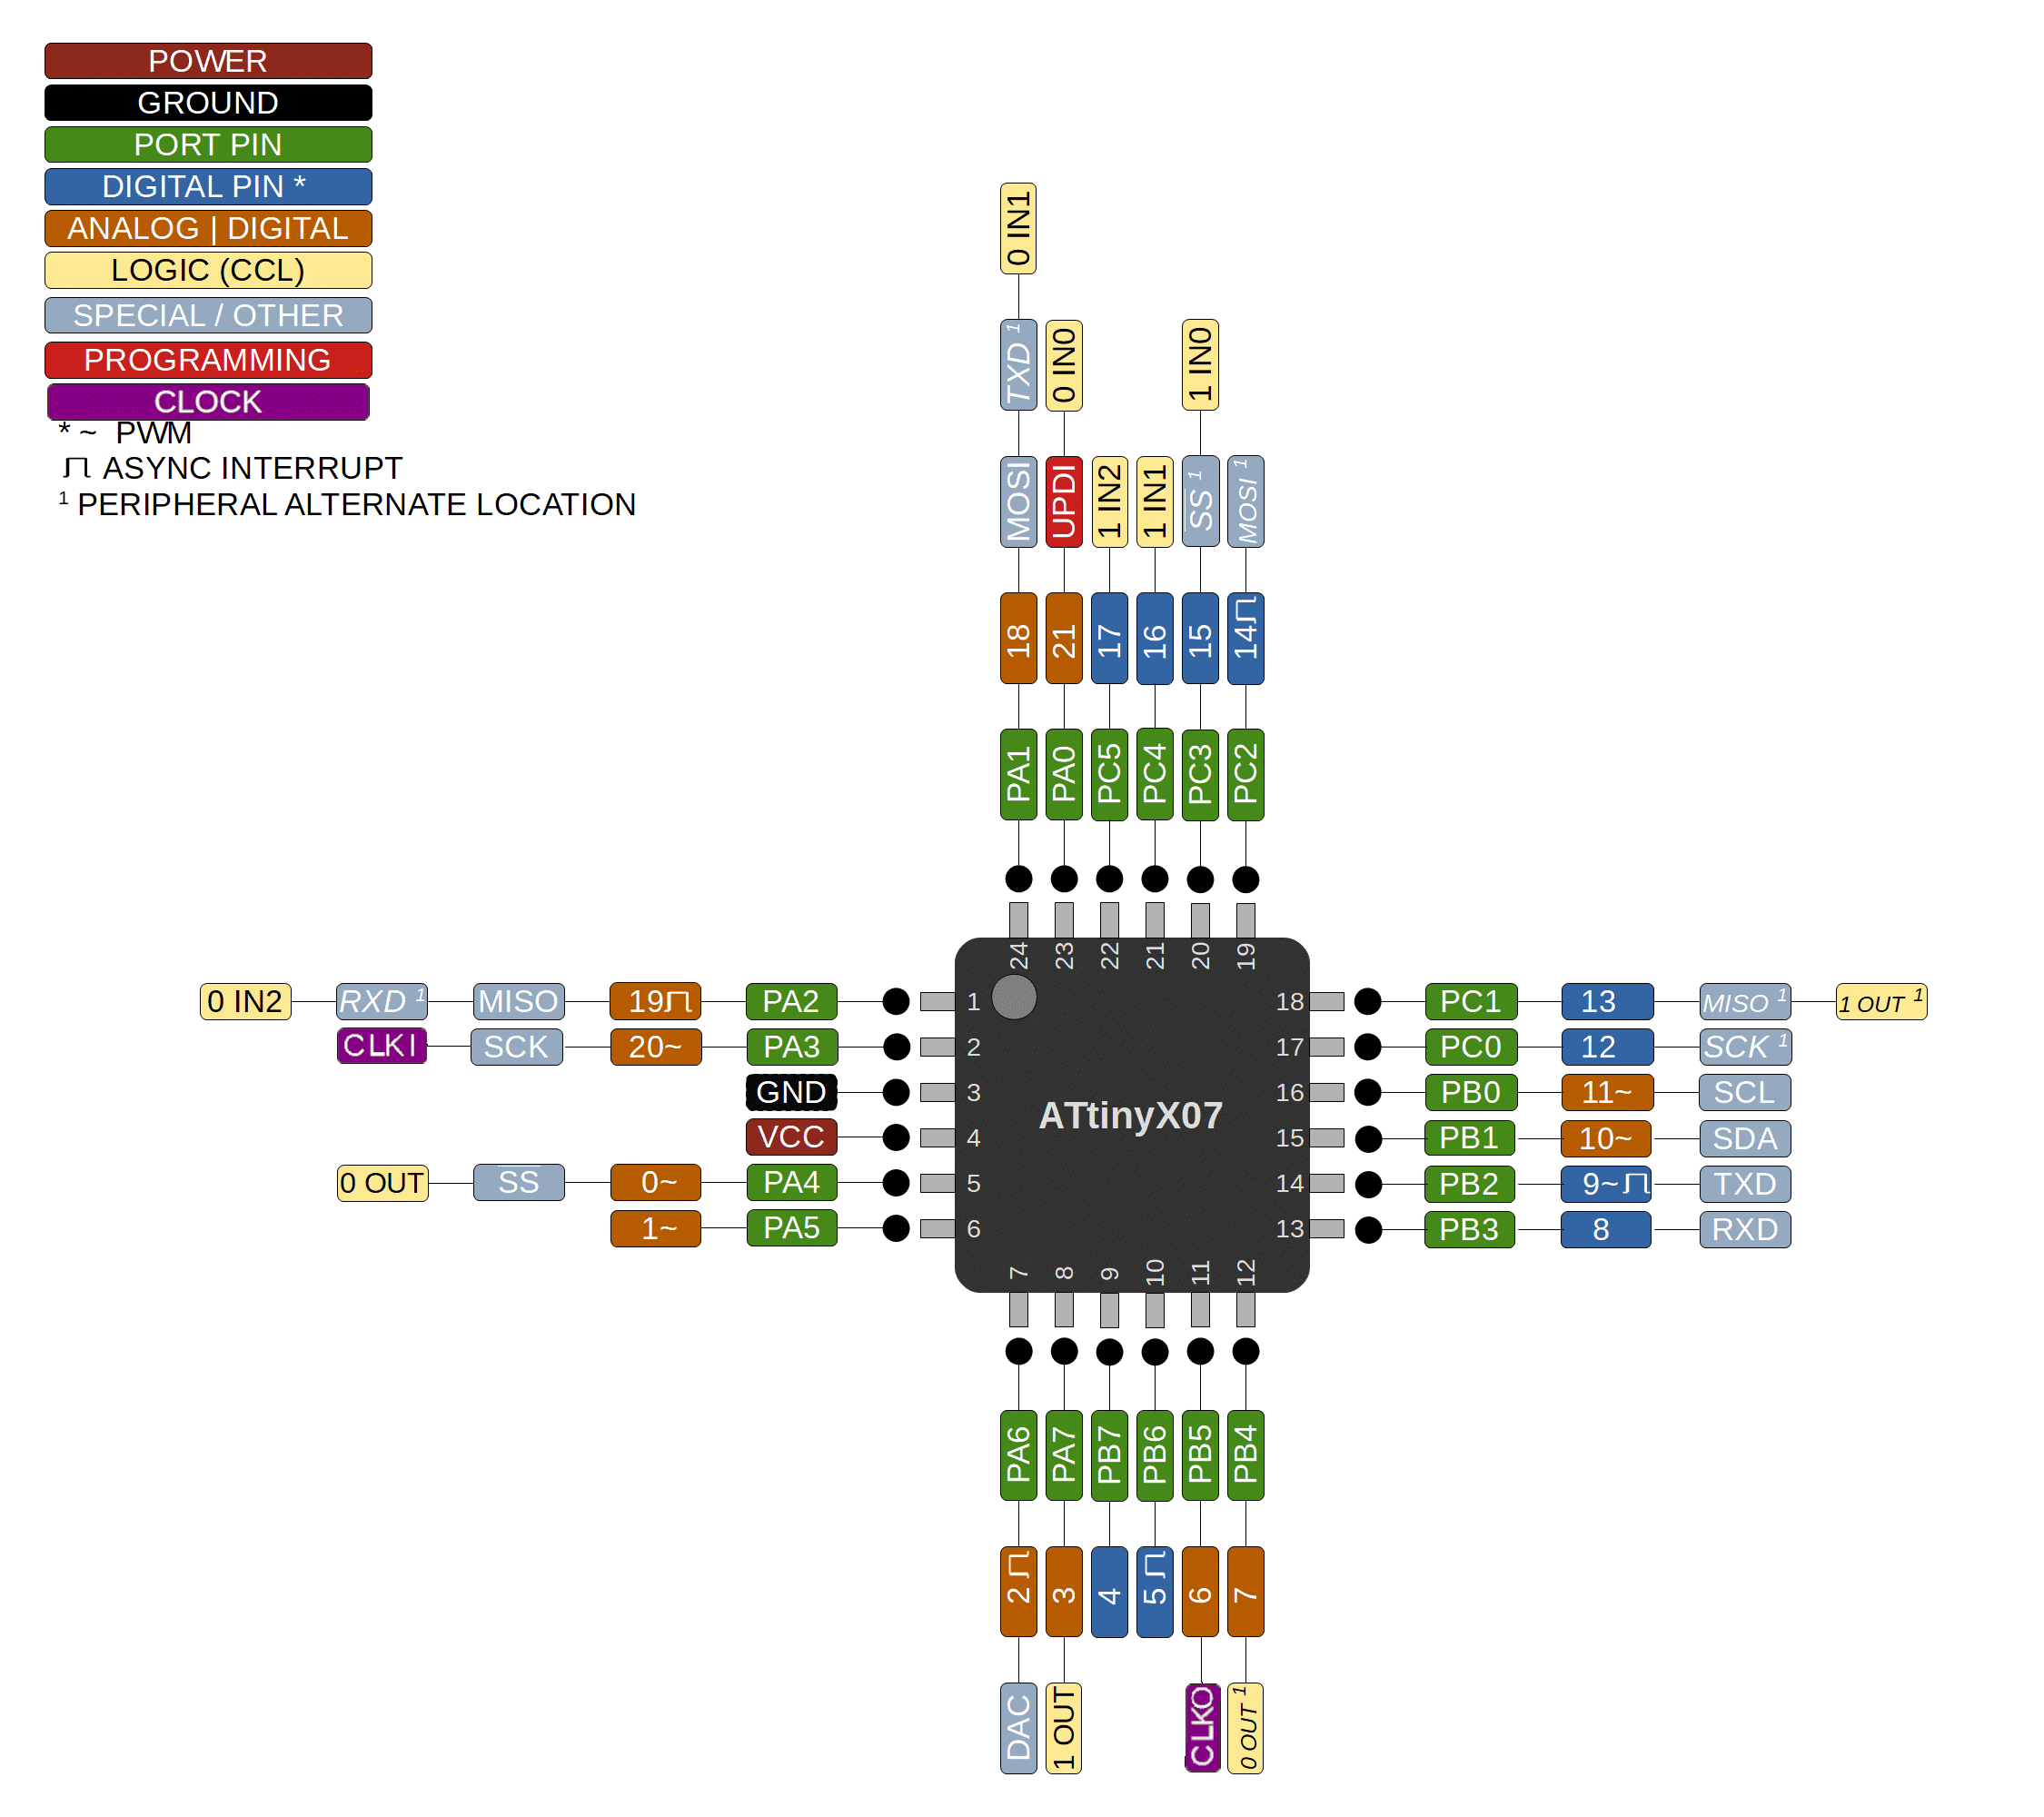 POWER
GROUND
PORT PIN
DIGITAL PIN *
ANALOG | DIGITAL
LOGIC (CCL)
SPECIAL / OTHER
PROGRAMMING
CLOCK
* ~ PWM
ASYNC INTERRUPT
1 PERIPHERAL ALTERNATE LOCATION
0 IN1
TXD 1
0 IN0
1 IN0
MOSI
UPDI
1 IN2
1 IN1
SS 1
MOSI 1
18
21
17
16
15
14
PA1
PA0
PC5
PC4
PC3
PC2
24
23
22
21
20
19
0 IN2
RXD 1
MISO
19
PA2
1
18
PC1
13
MISO 1
1 OUT 1
CLKI
SCK
20~
PA3
2
17
PC0
12
SCK 1
GND
3
16
PB0
11~
SCL
ATtinyX07
VCC
4
15
PB1
10~
SDA
0 OUT
SS
0~
PA4
5
14
PB2
9~
TXD
1~
PA5
6
13
PB3
8
RXD
7
8
9
10
11
12
PA6
PA7
PB7
PB6
PB5
PB4
2
3
4
5
6
7
DAC
1 OUT
CLKO
0 OUT 1